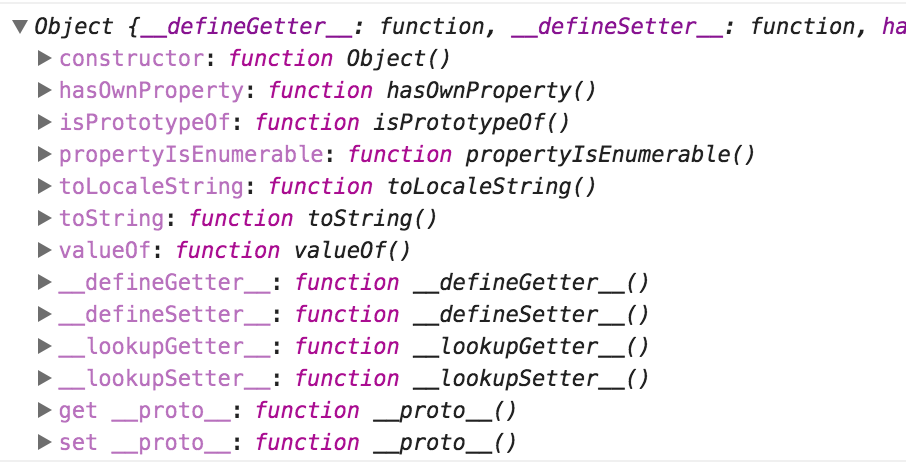 Object {__defineGetter__: function, __defineSetter__: function, ha
constructor: function Object()
hasOwnProperty: function hasOwnProperty()
isPrototypeOf: function isPrototypeOf()
propertyIsEnumerable: function propertyIsEnumerable()
toLocaleString: function toLocaleString()
toString: function toString()
valueOf: function valueOf()
__defineGetter__: function __defineGetter__()
__defineSetter__: function __defineSetter__()
__lookupGetter__: function __lookupGetter__()
__lookupSetter__: function __lookupSetter__()
get __proto__: function __proto__()
set __proto__: function __proto__()